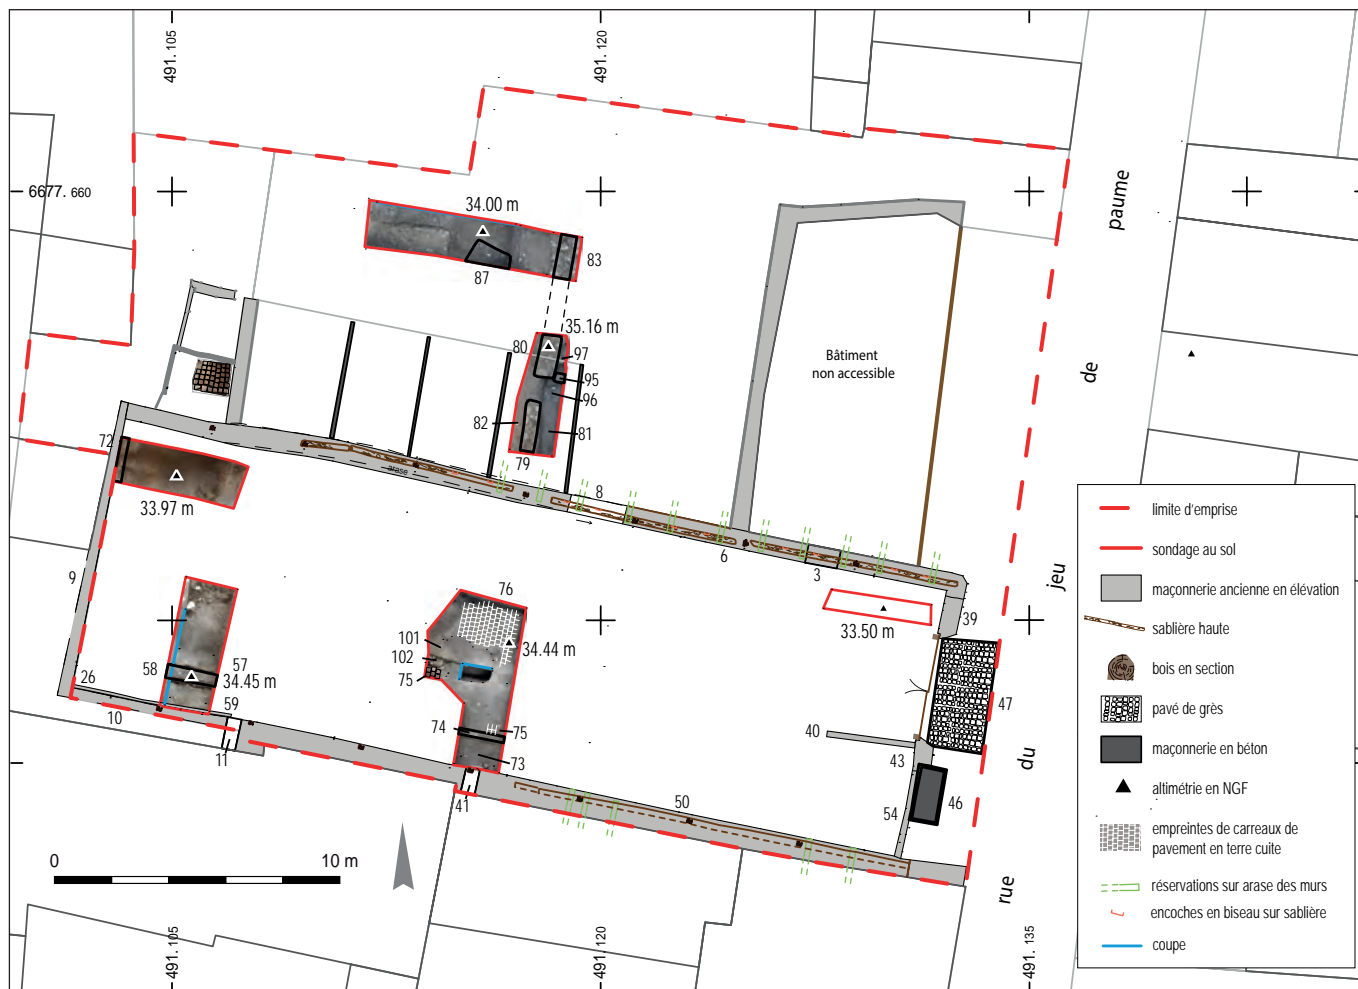 491. 105
491. 120
6677. 660
paume
34.00 m
83
87
35.16 m
80
97
95
96
82
81
79
Bâtiment
non accessible
de
72
arase
33.97 m
8
6
3
jeu
9
76
39
33.50 m
101
102
75
34.44 m
58
57
34.45 m
26
59
10
11
74
75
73
41
40
43
47
du
50
54
46
0
10 m
rue
491. 105
491. 120
491. 135
limite d'emprise
sondage au sol
maçonnerie ancienne en élévation
sablière haute
bois en section
pavé de grès
maçonnerie en béton
altimétrie en NGF
empreintes de carreaux de
pavement en terre cuite
réservations sur arase des murs
encoches en biseau sur sablière
coupe